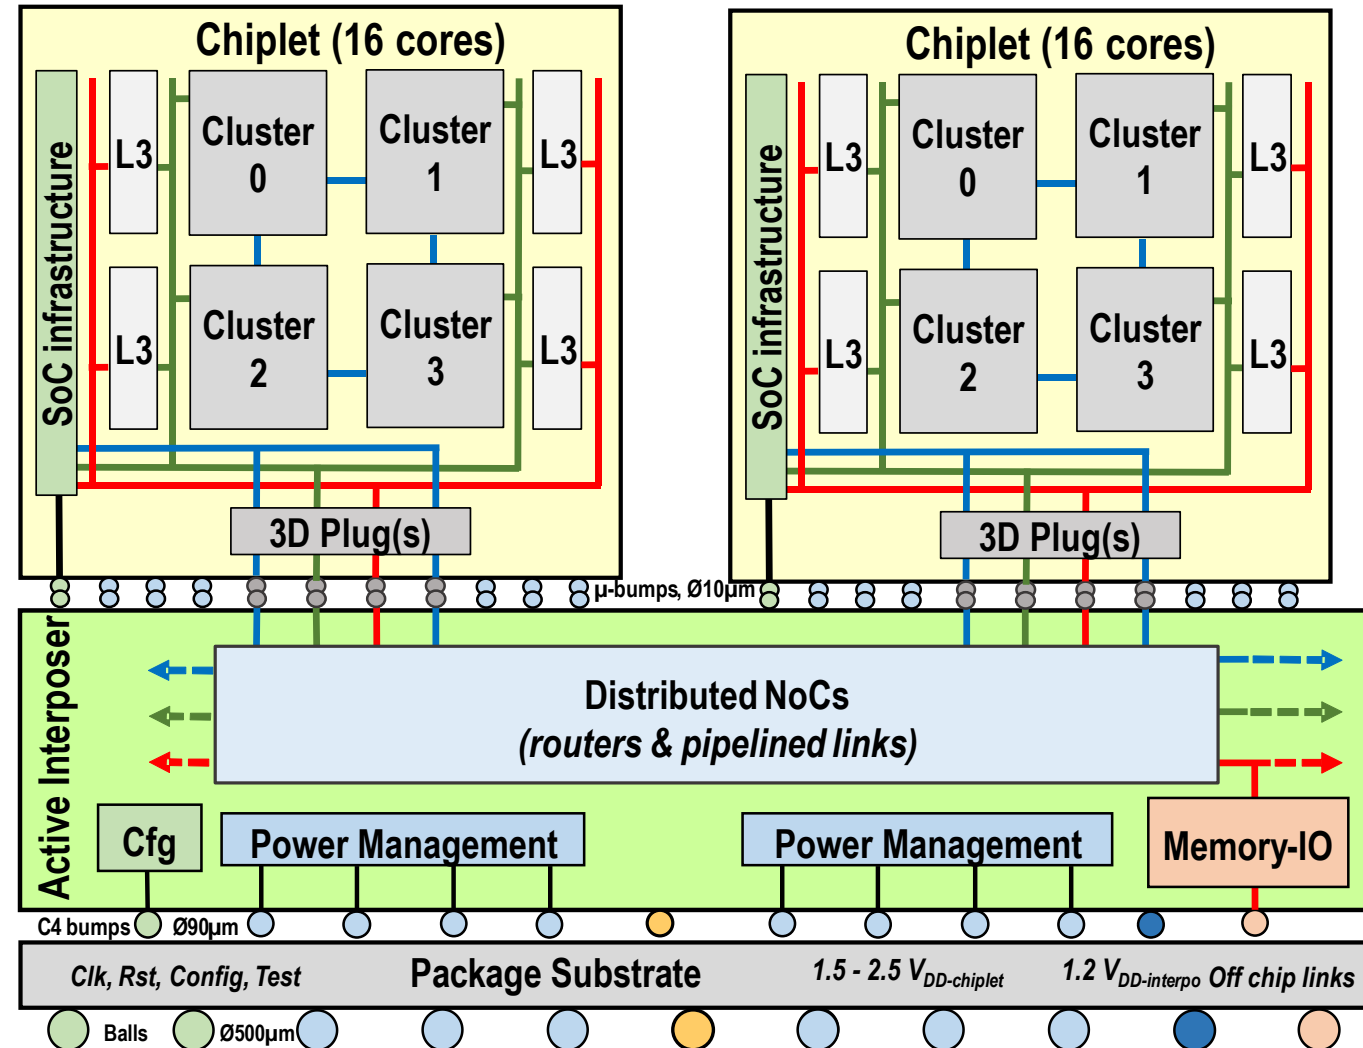 Chiplet (16 cores)
SoC infrastructure
L3
Cluster
0
Cluster
1
L3
L3
Cluster
2
Cluster
3
L3
3D Plug(s)
Chiplet (16 cores)
SoC infrastructure
L3
Cluster
0
Cluster
1
L3
L3
Cluster
2
Cluster
3
L3
3D Plug(s)
μ-bumps, Ø10μm
Active Interposer
Distributed NoCs
(routers & pipelined links)
Cfg
Power Management
Power Management
Memory-IO
C4 bumps Ø90μm
Clk, Rst, Config, Test
Package Substrate
1.5 - 2.5 VDD-chiplet
1.2 VDD-interpo
Off chip links
Balls Ø500μm